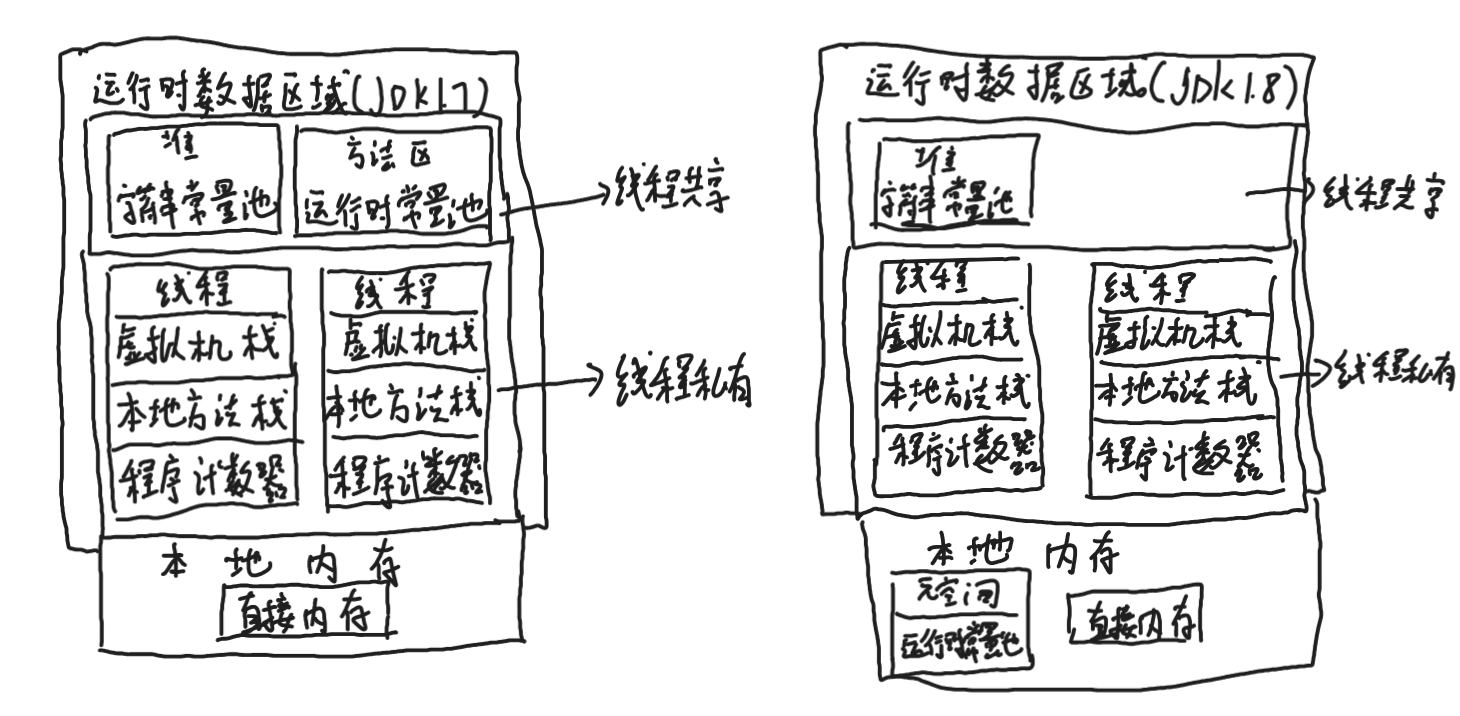 运行时数据区域(JDK1.7)
堆
字符串常量池
方法区
运行时常量池
线程共享
线程
虚拟机栈
本地方法栈
程序计数器
线程
虚拟机栈
本地方法栈
程序计数器
线程私有
本地内存
直接内存
运行时数据区域(JDK1.8)
堆
字符串常量池
线程共享
线程
虚拟机栈
本地方法栈
程序计数器
线程
虚拟机栈
本地方法栈
程序计数器
线程私有
本地内存
元空间
运行时常量池
直接内存